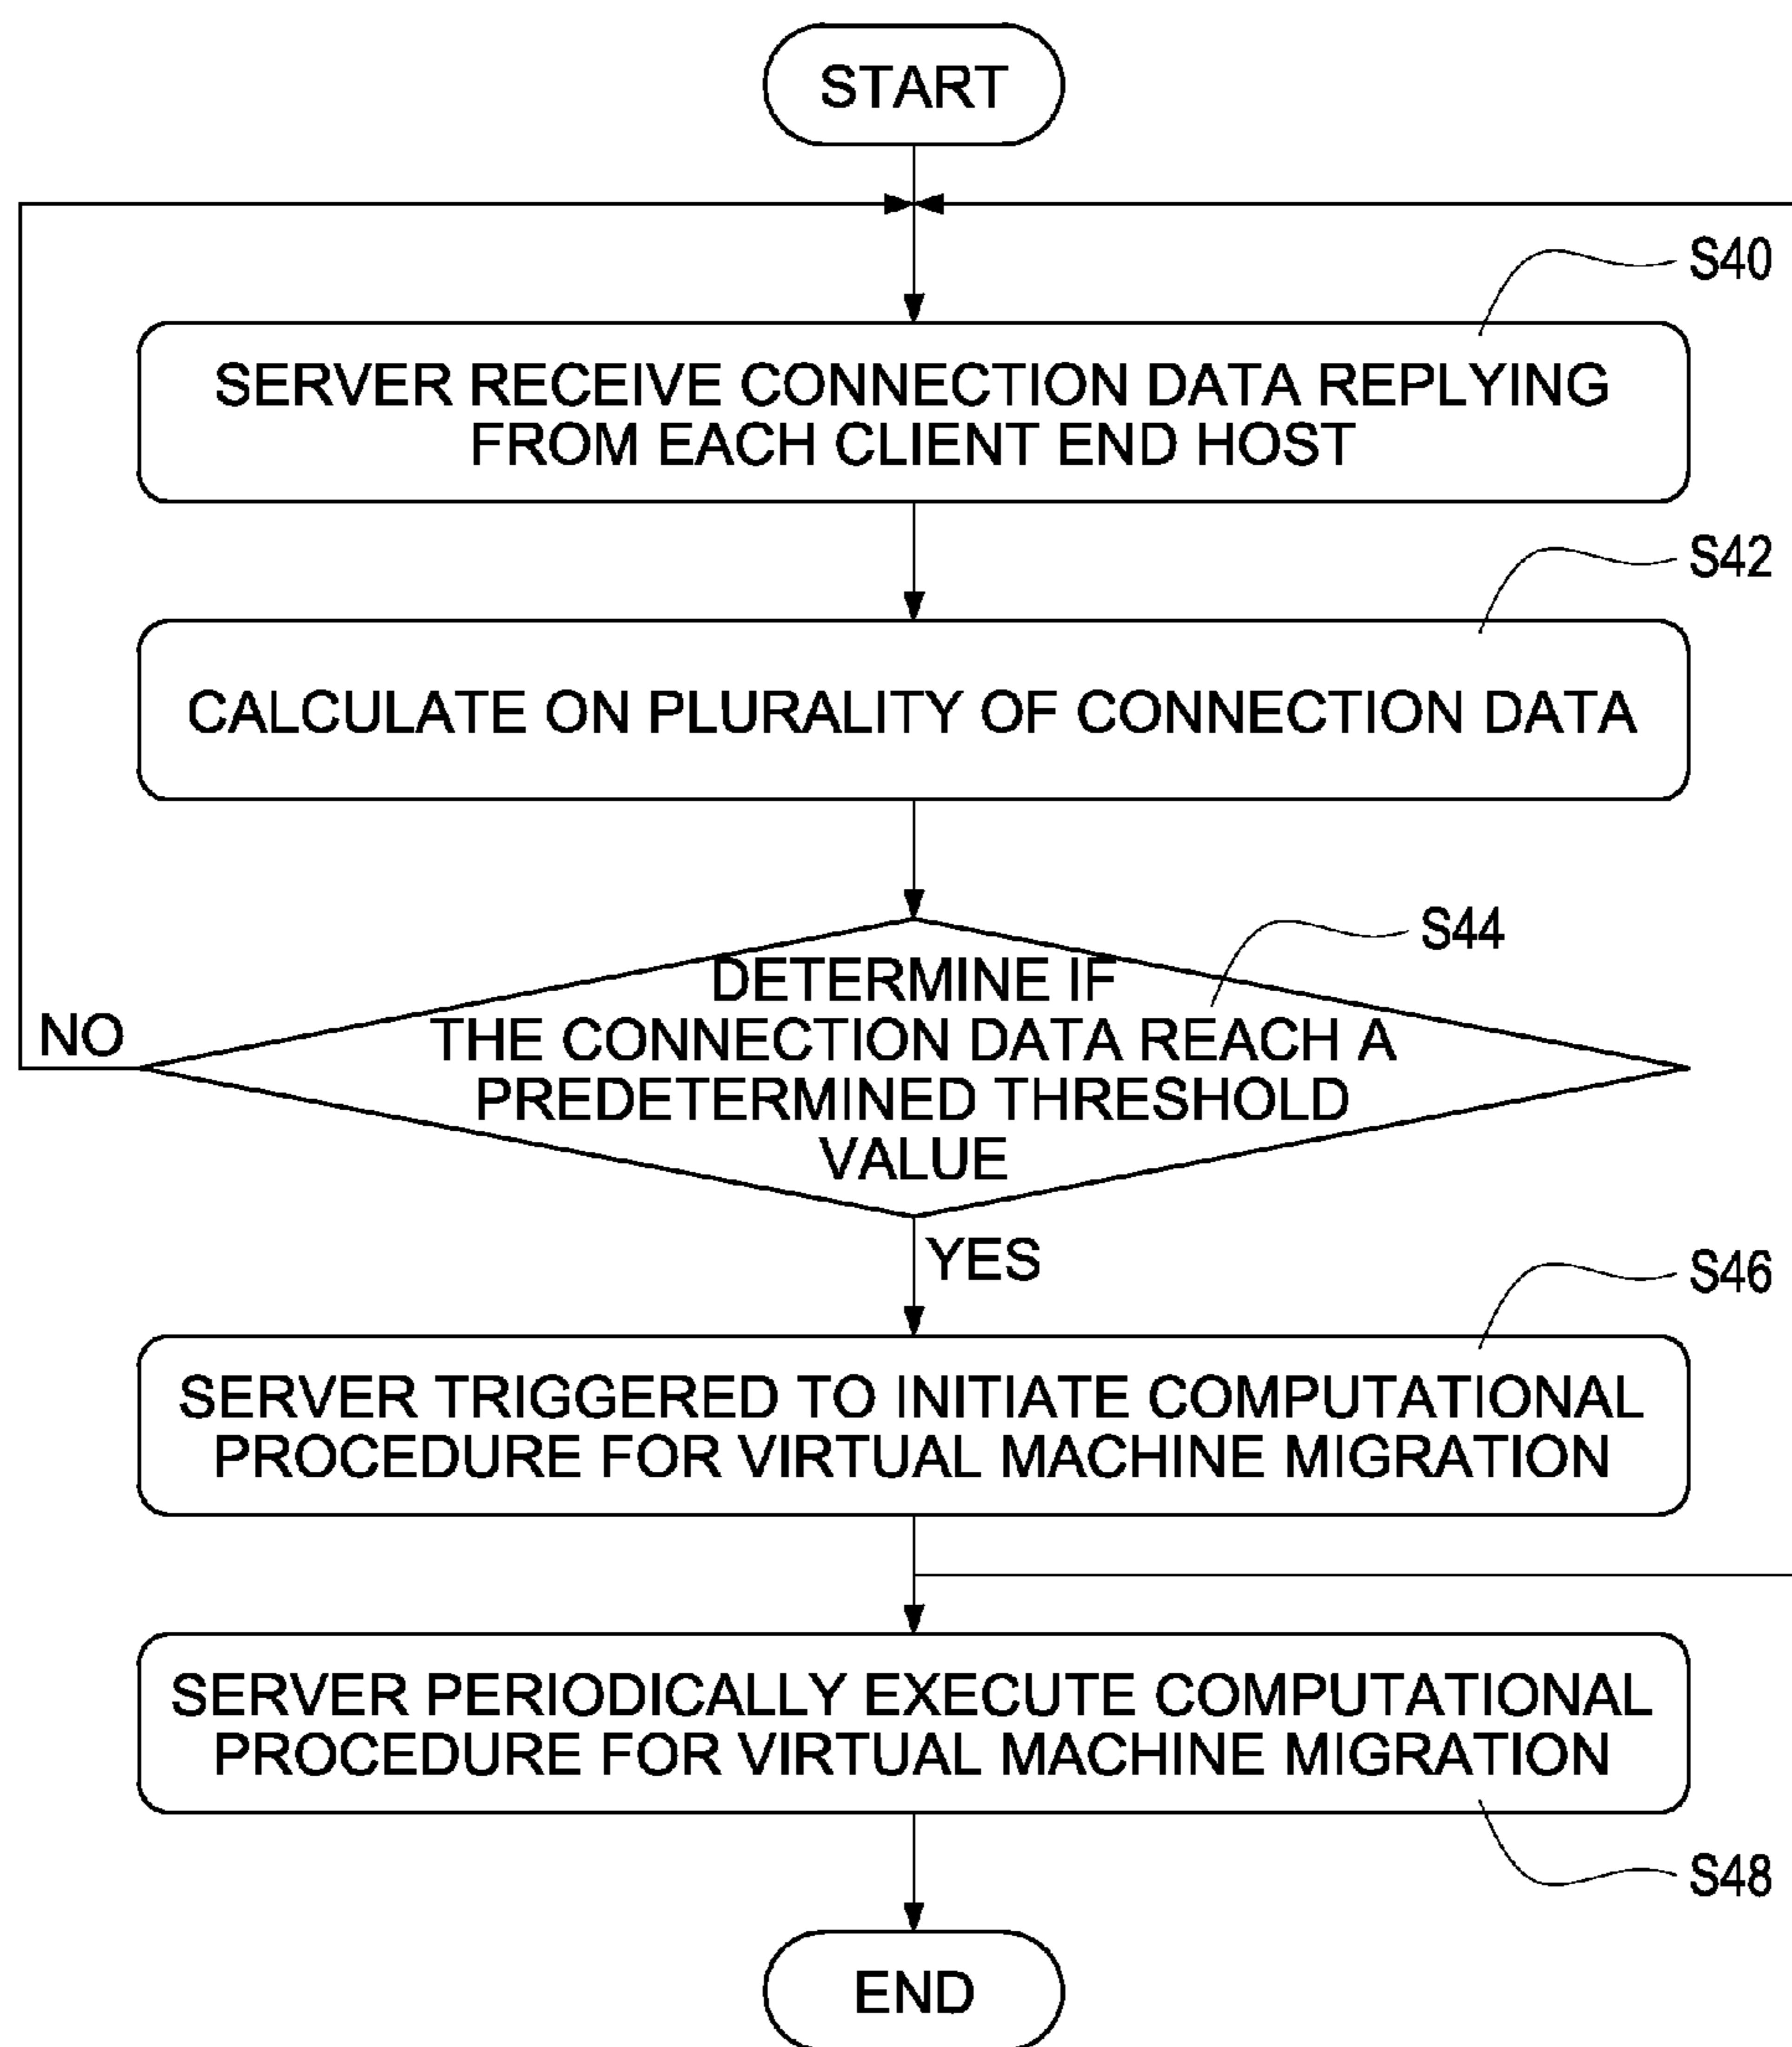 START
S40
SERVER RECEIVE CONNECTION DATA REPLYING
FROM EACH CLIENT END HOST
S42
CALCULATE ON PLURALITY OF CONNECTION DATA
S44
DETERMINE IF
THE CONNECTION DATA REACH A
PREDETERMINED THRESHOLD
VALUE
NO
YES
S46
SERVER TRIGGERED TO INITIATE COMPUTATIONAL
PROCEDURE FOR VIRTUAL MACHINE MIGRATION
SERVER PERIODICALLY EXECUTE COMPUTATIONAL
PROCEDURE FOR VIRTUAL MACHINE MIGRATION
S48
END